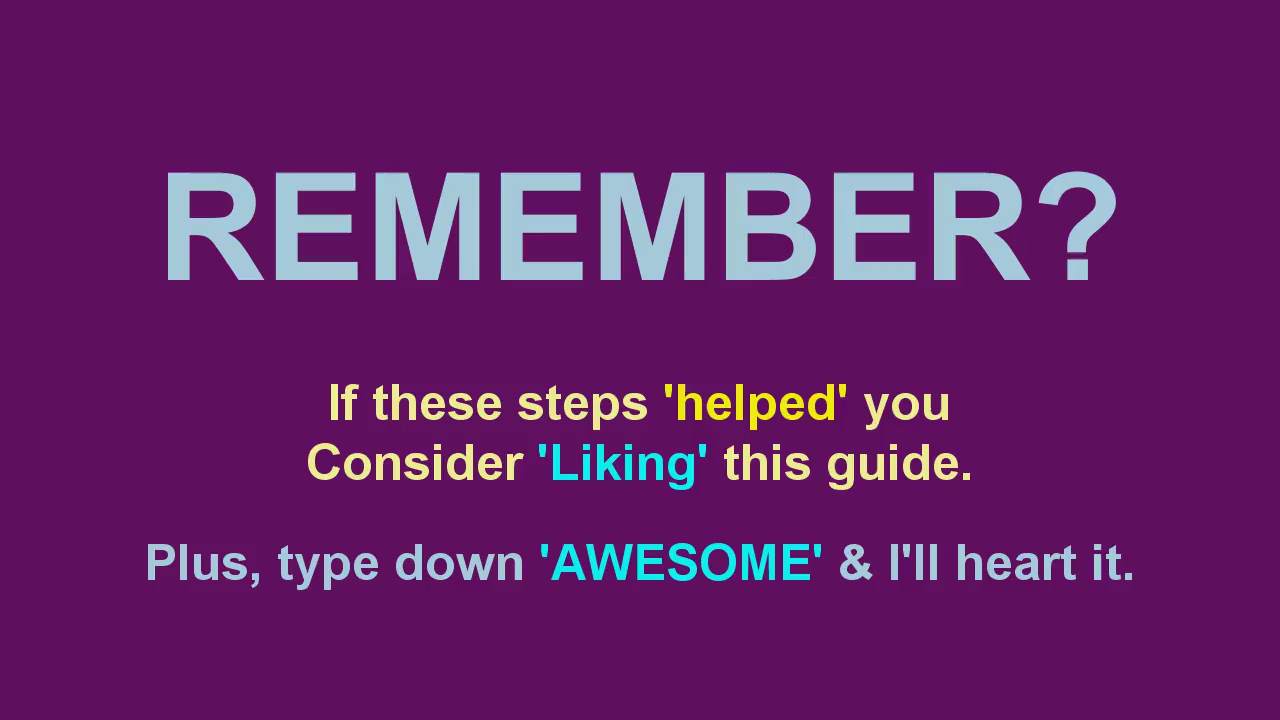 REMEMBER?
If these steps 'helped' you
Consider 'Liking' this guide.
Plus, type down 'AWESOME' & I'll heart it.